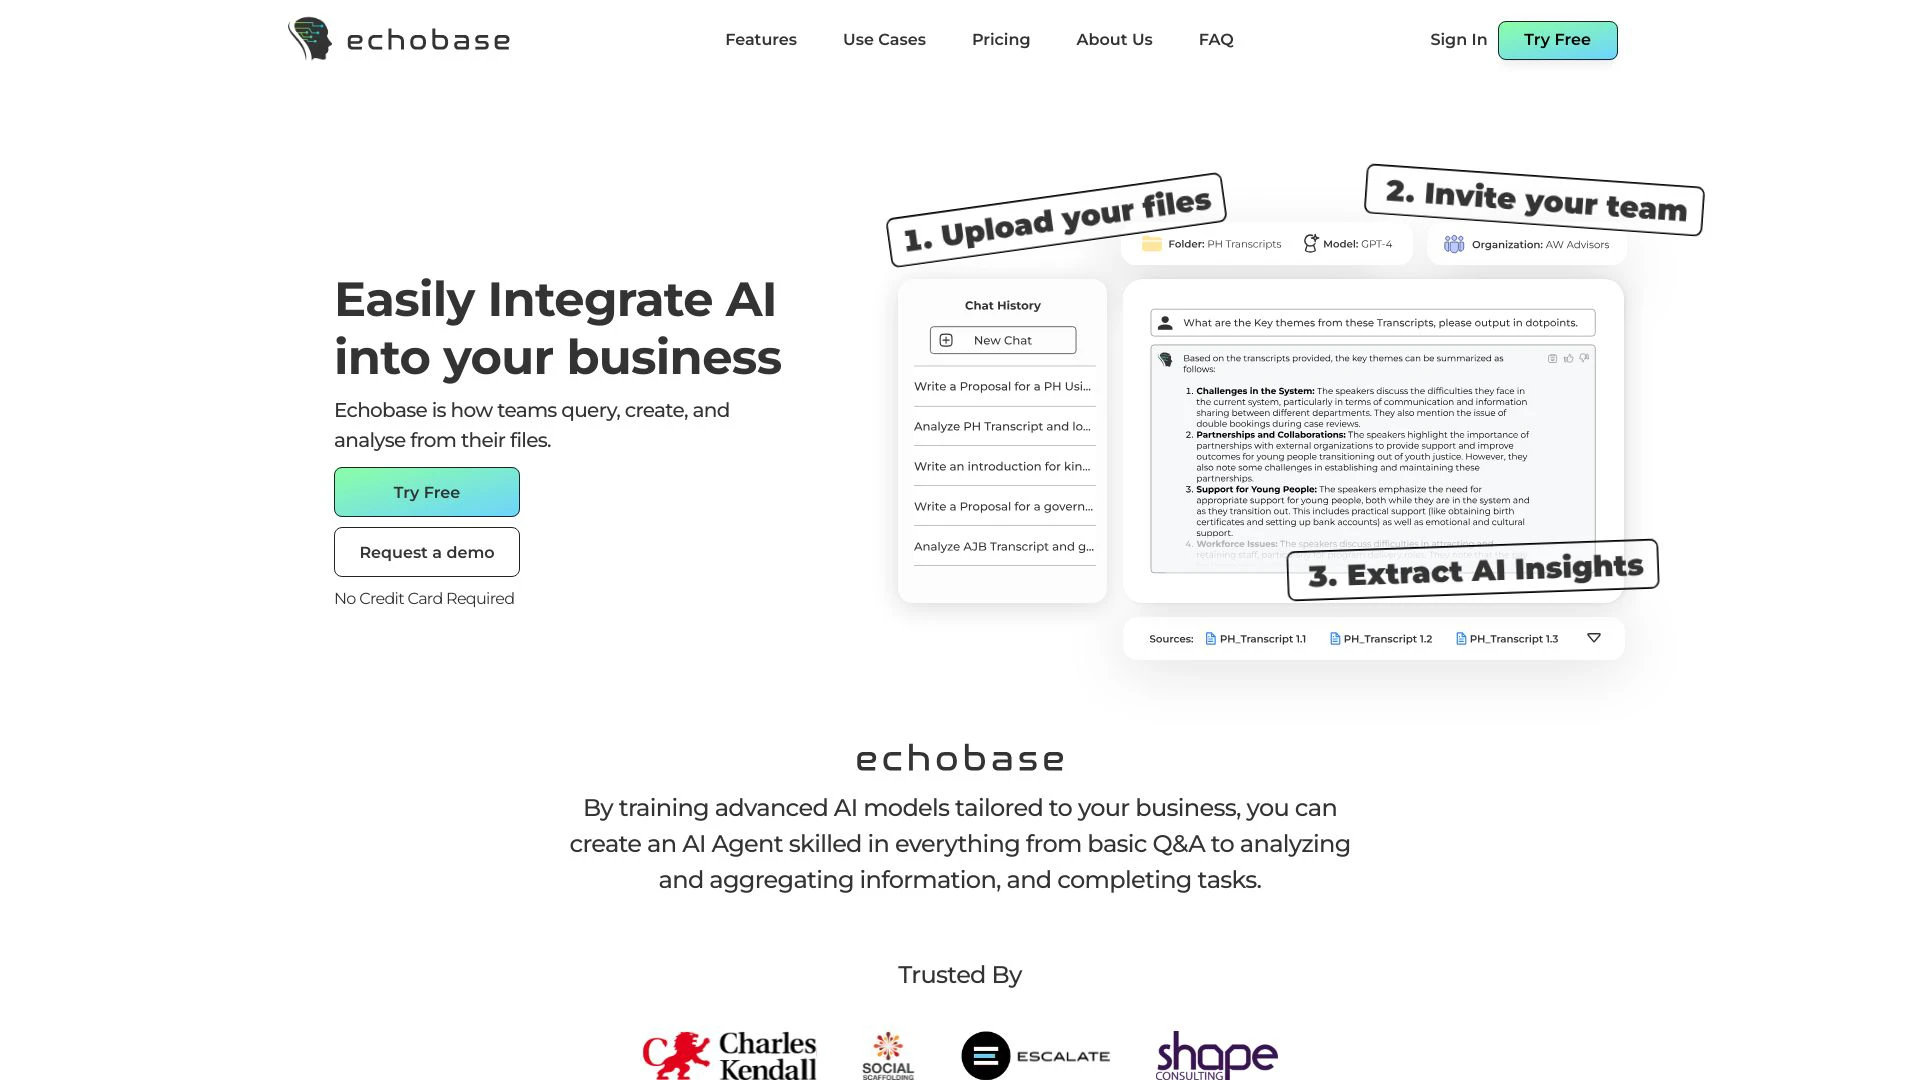 echobase
Features
Use Cases
Pricing
About Us
FAQ
Sign In
Try Free
Easily Integrate AI
into your business
Echobase is how teams query, create, and
analyse from their files.
Try Free
Request a demo
No Credit Card Required
1. Upload your files
2. Invite your team
Folder: PH Transcripts
Model: GPT-4
Organization: AW Advisors
Chat History
New Chat
Write a Proposal for a PH Usi...
Analyze PH Transcript and lo...
Write an introduction for kin...
Write a Proposal for a govern...
Analyze AJB Transcript and g...
What are the Key themes from these Transcripts, please output in dotpoints.
Based on the transcripts provided, the key themes can be summarized as
follows:
1. Challenges in the System: The speakers discuss the difficulties they face in
the current system, particularly in terms of communication and information
sharing between different departments. They also mention the issue of
double bookings during case reviews.
2. Partnerships and Collaborations: The speakers highlight the importance of
partnerships with external organizations to provide support and improve
outcomes for young people transitioning out of youth justice. However, they
also note some challenges in establishing and maintaining these
partnerships.
3. Support for Young People: The speakers emphasize the need for
appropriate support for young people, both while they are in the system and
as they transition out. This includes practical support (like obtaining birth
certificates and setting up bank accounts) as well as emotional and cultural
support.
4. Workforce Issues: The speakers discuss difficulties in attracting and
retaining staff,
3. Extract AI Insights
Sources:
PH_Transcript 1.1
PH_Transcript 1.2
PH_Transcript 1.3
echobase
By training advanced AI models tailored to your business, you can
create an AI Agent skilled in everything from basic Q&A to analyzing
and aggregating information, and completing tasks.
Trusted By
Charles
Kendall
SOCIAL
SCAFFOLDING
ESCALATE
shape
CONSULTING